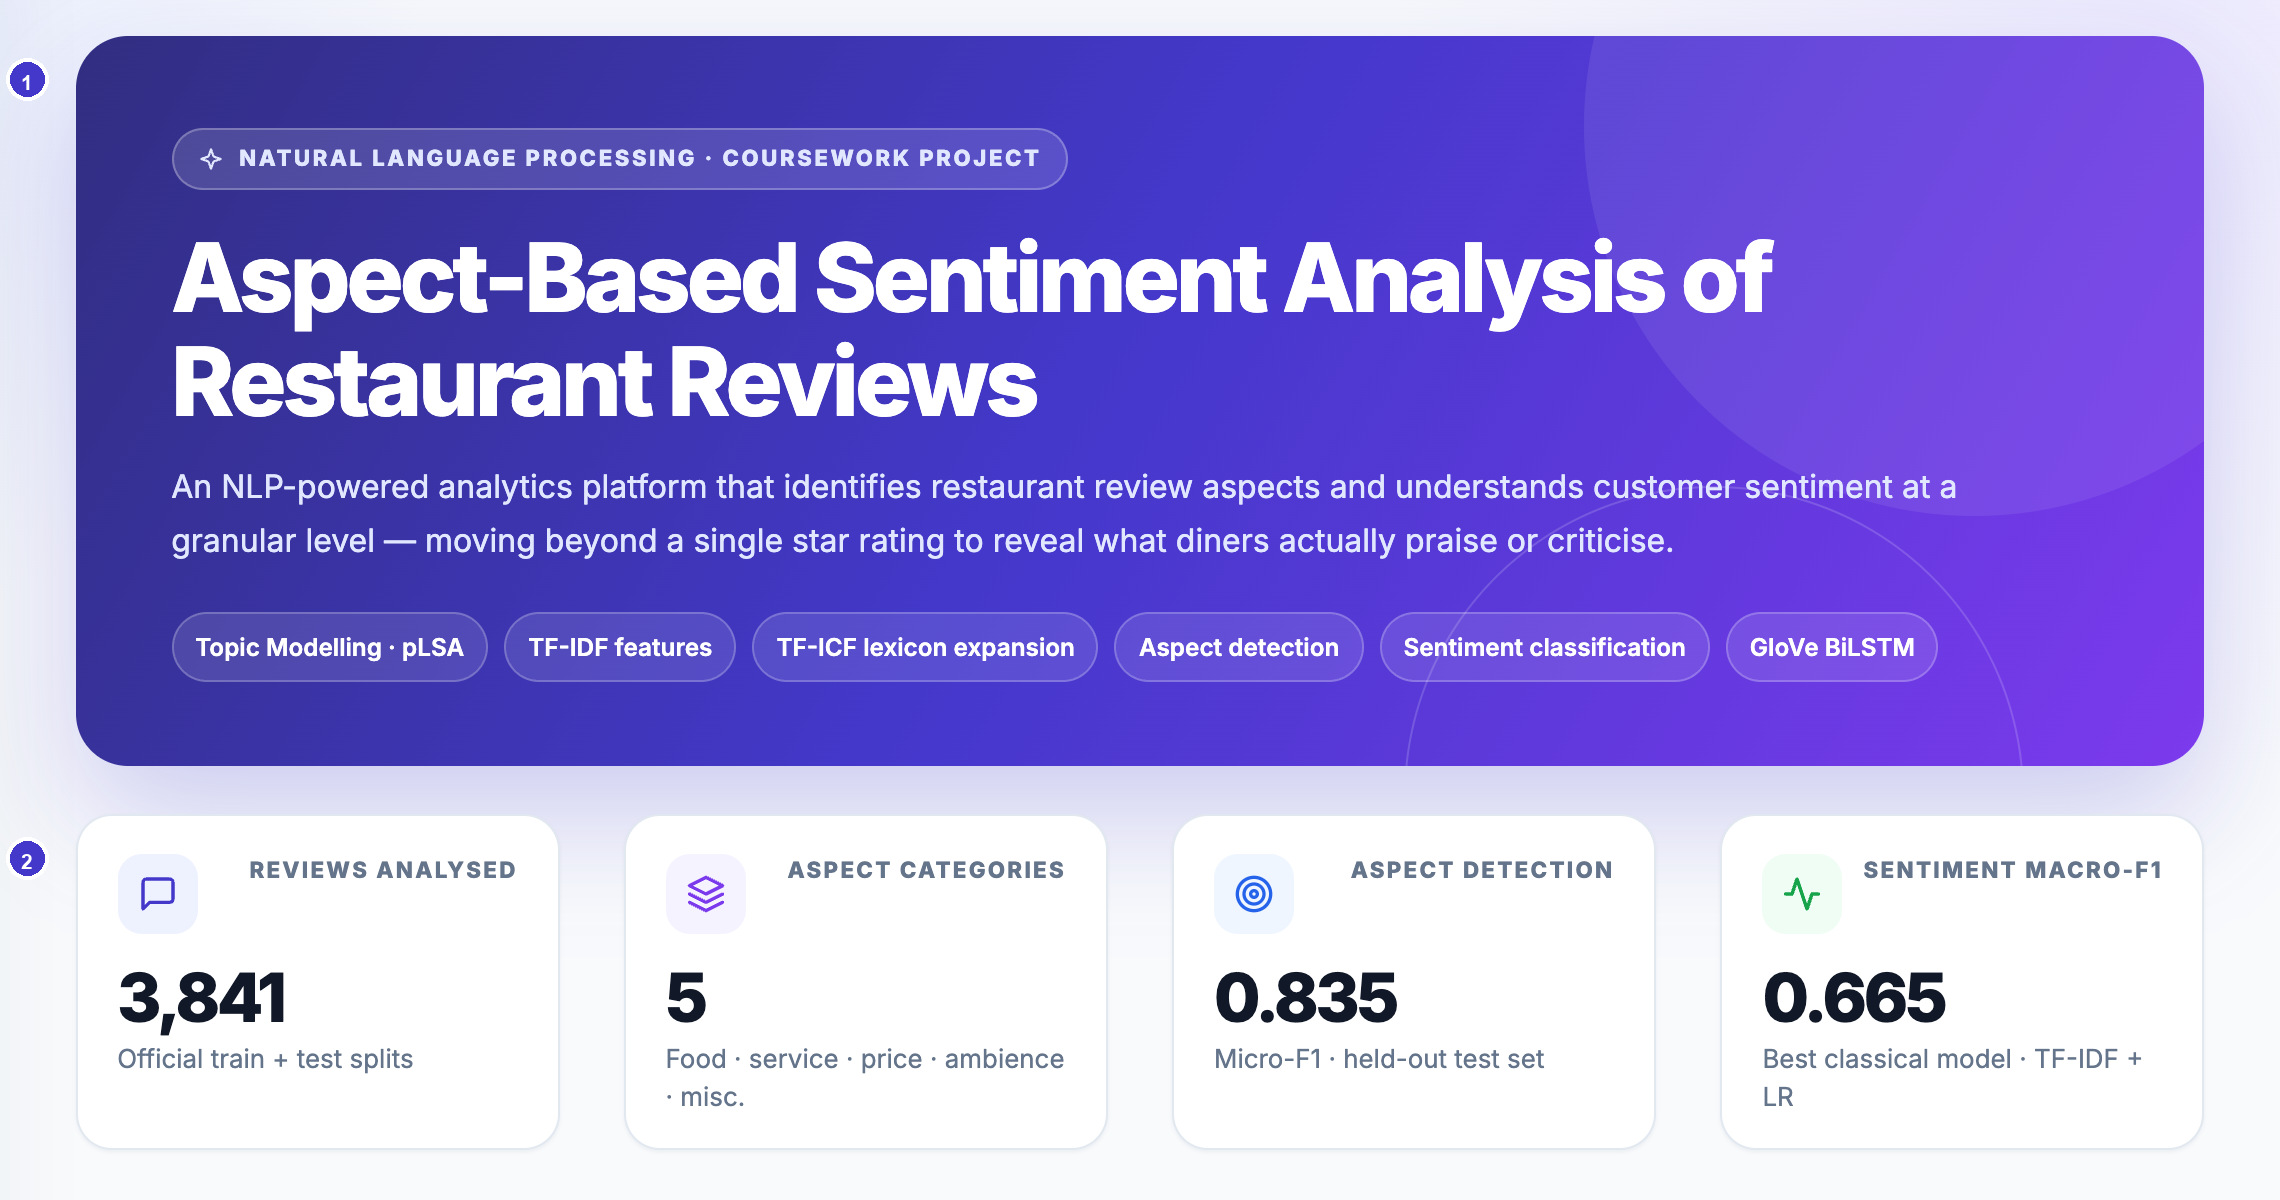 1
NATURAL LANGUAGE PROCESSING · COURSEWORK PROJECT
Aspect-Based Sentiment Analysis of
Restaurant Reviews
An NLP-powered analytics platform that identifies restaurant review aspects and understands customer sentiment at a
granular level — moving beyond a single star rating to reveal what diners actually praise or criticise.
Topic Modelling · pLSA
TF-IDF features
TF-ICF lexicon expansion
Aspect detection
Sentiment classification
GloVe BiLSTM
2
REVIEWS ANALYSED
3,841
Official train + test splits
ASPECT CATEGORIES
5
Food · service · price · ambience
· misc.
ASPECT DETECTION
0.835
Micro-F1 · held-out test set
SENTIMENT MACRO-F1
0.665
Best classical model · TF-IDF +
LR